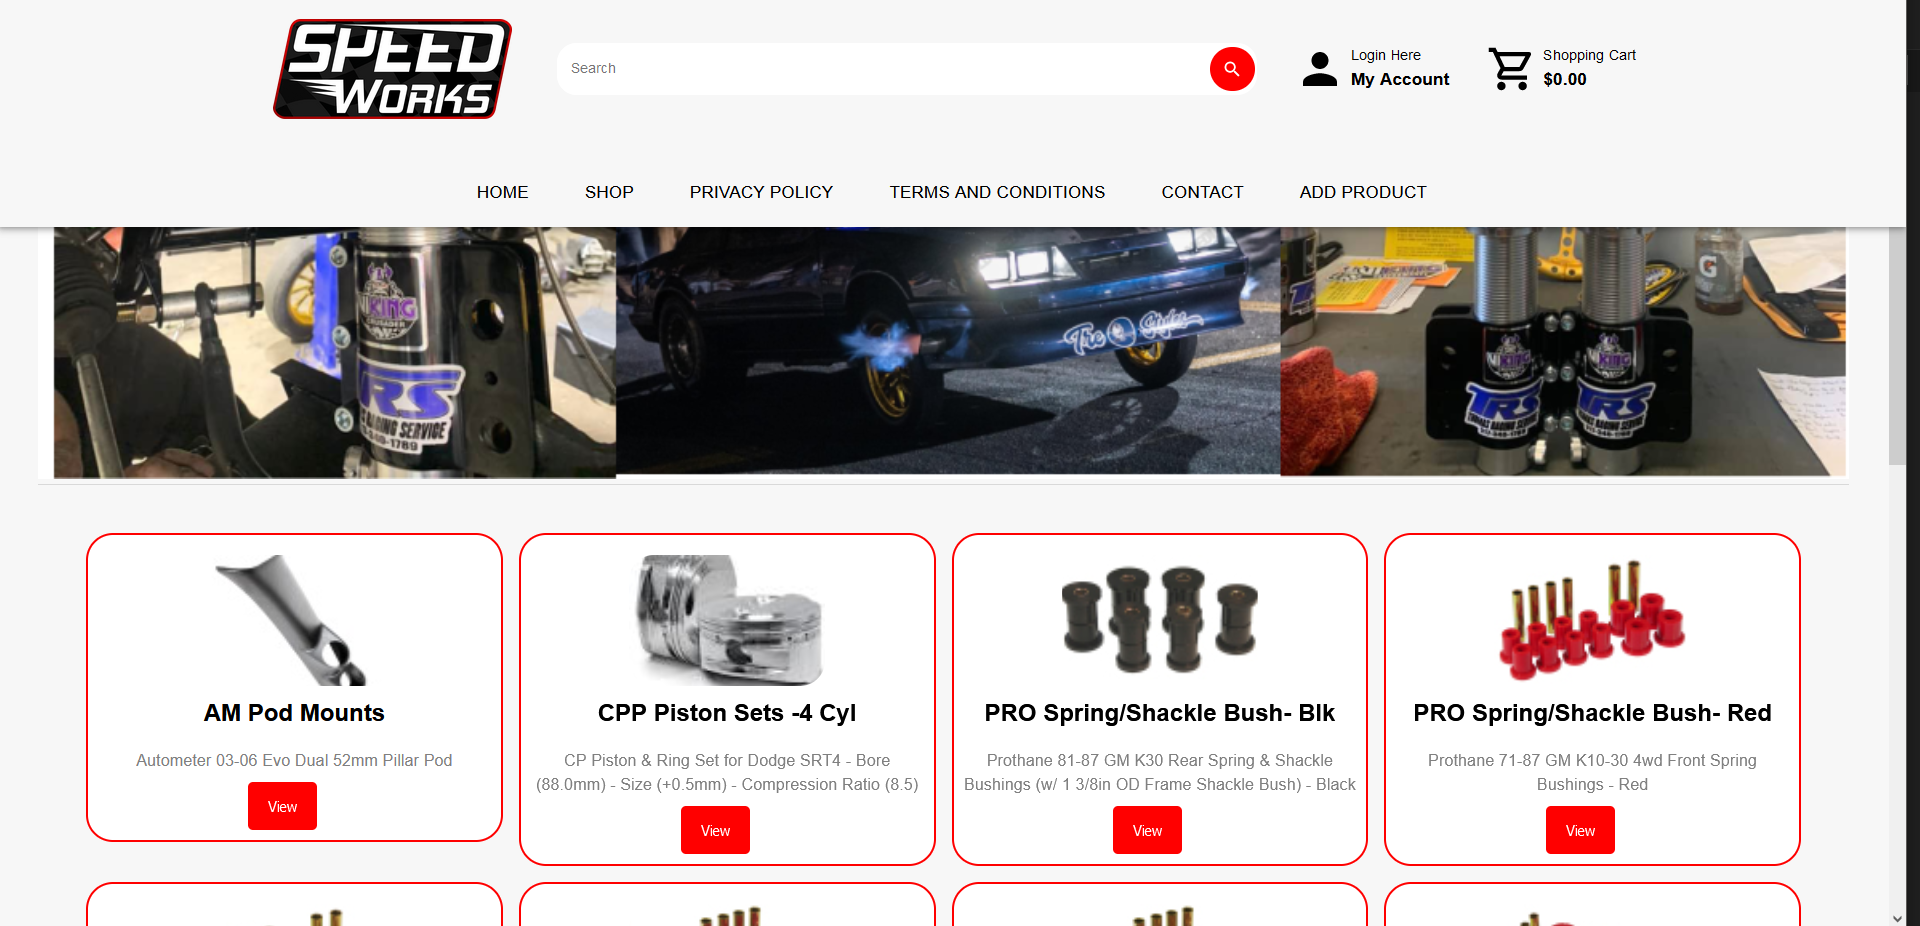 SPEED
WORKS
Search
Login Here
My Account
Shopping Cart
$0.00
HOME
SHOP
PRIVACY POLICY
TERMS AND CONDITIONS
CONTACT
ADD PRODUCT
KING
CRUSADER
TRS
RACING SERVICE
The Styles
G
KING
TRS
KING
TRS
AM Pod Mounts
Autometer 03-06 Evo Dual 52mm Pillar Pod
View
CPP Piston Sets -4 Cyl
CP Piston & Ring Set for Dodge SRT4 - Bore
(88.0mm) - Size (+0.5mm) - Compression Ratio (8.5)
View
PRO Spring/Shackle Bush- Blk
Prothane 81-87 GM K30 Rear Spring & Shackle
Bushings (w/ 1 3/8in OD Frame Shackle Bush) - Black
View
PRO Spring/Shackle Bush- Red
Prothane 71-87 GM K10-30 4wd Front Spring
Bushings - Red
View